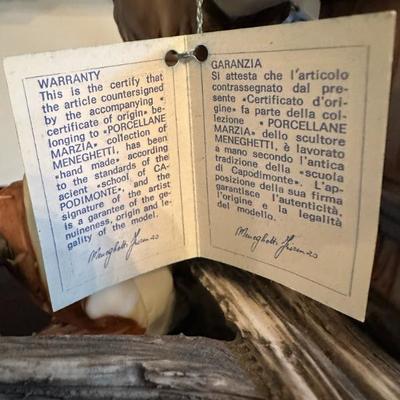 WARRANTY
This is the certify that
the article countersigned
by the accompanying «
certificate of origin» be-
longing to «PORCELLANE
MARZIA» collection of
MENEGHETTI has been
«hand made» according
to the standards of the
acient «school of CA-
PODIMONTE», and the
signature of the artist
is a garantee of the ge-
nuineness, origin and le-
gality of the model.
GARANZIA
Si attesta che l'articolo
contrassegnato dal pre-
sente «Certificato d'ori-
gine» fa parte della col-
lezione «PORCELLANE
MARZIA» dello scultore
MENEGHETTI, è lavorato
a mano secondo l'antica
tradizione della «scuola
di Capodimonte». L'ap-
posizione della sua firma
garantisce l'autenticità,
l'origine e la legalità
del modello.
Meneghetti
Meneghetti